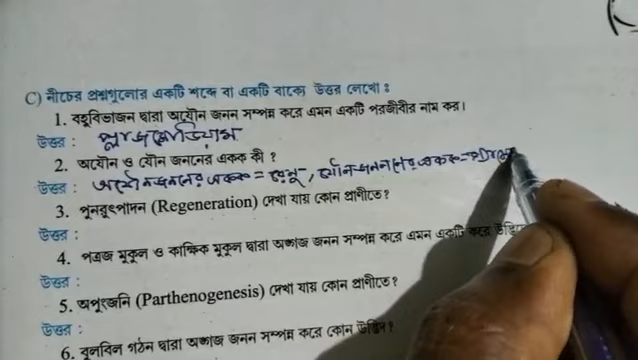 C) নীচের প্রশ্নগুলোর একটি শব্দে বা একটি বাক্যে উত্তর লেখো :
1. বহুবিভাজন দ্বারা অযৌন জনন সম্পন্ন করে এমন একটি পরজীবীর নাম কর।
উত্তর : প্লাজমোডিয়াম
2. অযৌন ও যৌন জননের একক কী ?
উত্তর : অযৌনজননের একক = রেণু, যৌনজননের একক =
3. পুনরুৎপাদন (Regeneration) দেখা যায় কোন প্রাণীতে?
উত্তর :
4. পত্রজ মুকুল ও কাক্ষিক মুকুল দ্বারা অঙ্গজ জনন সম্পন্ন করে এমন একটি করে
উত্তর :
5. অপুংজনি (Parthenogenesis) দেখা যায় কোন প্রাণীতে?
উত্তর :
6. বুলবিল গঠন দ্বারা অঙ্গজ জনন সম্পন্ন করে কোন উদ্ভিদ?